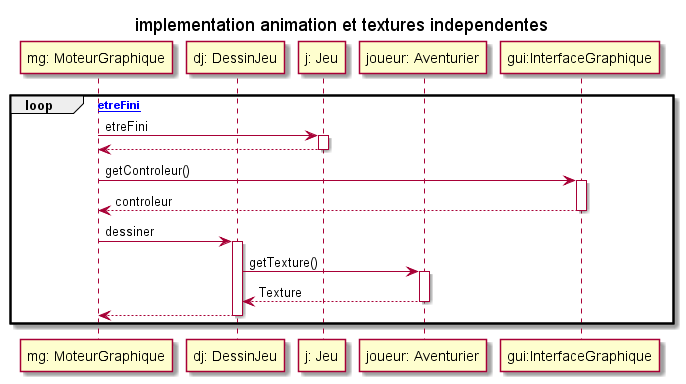 implementation animation et textures independentes
mg: MoteurGraphique
dj: DessinJeu
j: Jeu
joueur: Aventurier
gui:InterfaceGraphique
loop
etreFini
etreFini
getControleur()
controleur
dessiner
getTexture()
Texture
mg: MoteurGraphique
dj: DessinJeu
j: Jeu
joueur: Aventurier
gui:InterfaceGraphique